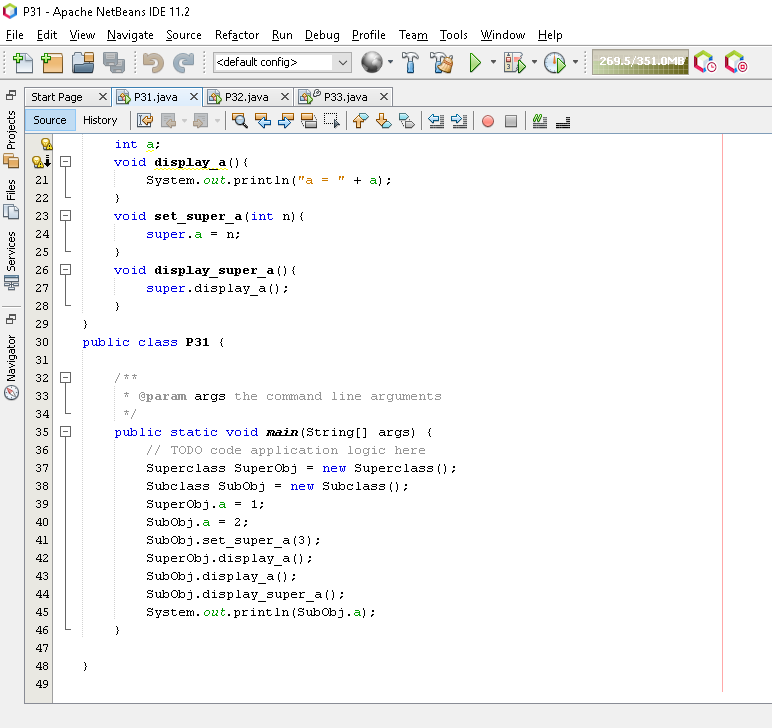 P31 - Apache NetBeans IDE 11.2
File Edit View Navigate Source Refactor Run Debug Profile Team Tools Window Help
<default config>
269.5/351.0MB
Start Page P31.java P32.java P33.java
Source History
Projects
Files
Services
Navigator
int a;
void display_a(){
21 System.out.println("a = " + a);
22 }
23 void set_super_a(int n){
24 super.a = n;
25 }
26 void display_super_a(){
27 super.display_a();
28 }
29 }
30 public class P31 {
31
32 /**
33 * @param args the command line arguments
34 */
35 public static void main(String[] args) {
36 // TODO code application logic here
37 Superclass SuperObj = new Superclass();
38 Subclass SubObj = new Subclass();
39 SuperObj.a = 1;
40 SubObj.a = 2;
41 SubObj.set_super_a(3);
42 SuperObj.display_a();
43 SubObj.display_a();
44 SubObj.display_super_a();
45 System.out.println(SubObj.a);
46 }
47
48 }
49